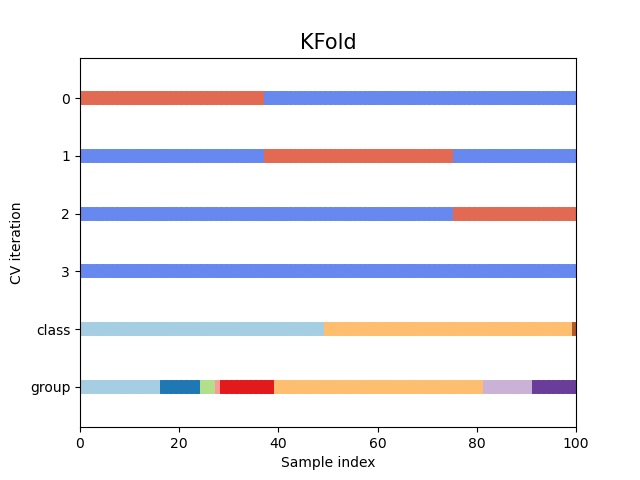 KFold
0
1
2
3
class
group
CV iteration
0 20 40 60 80 100
Sample index